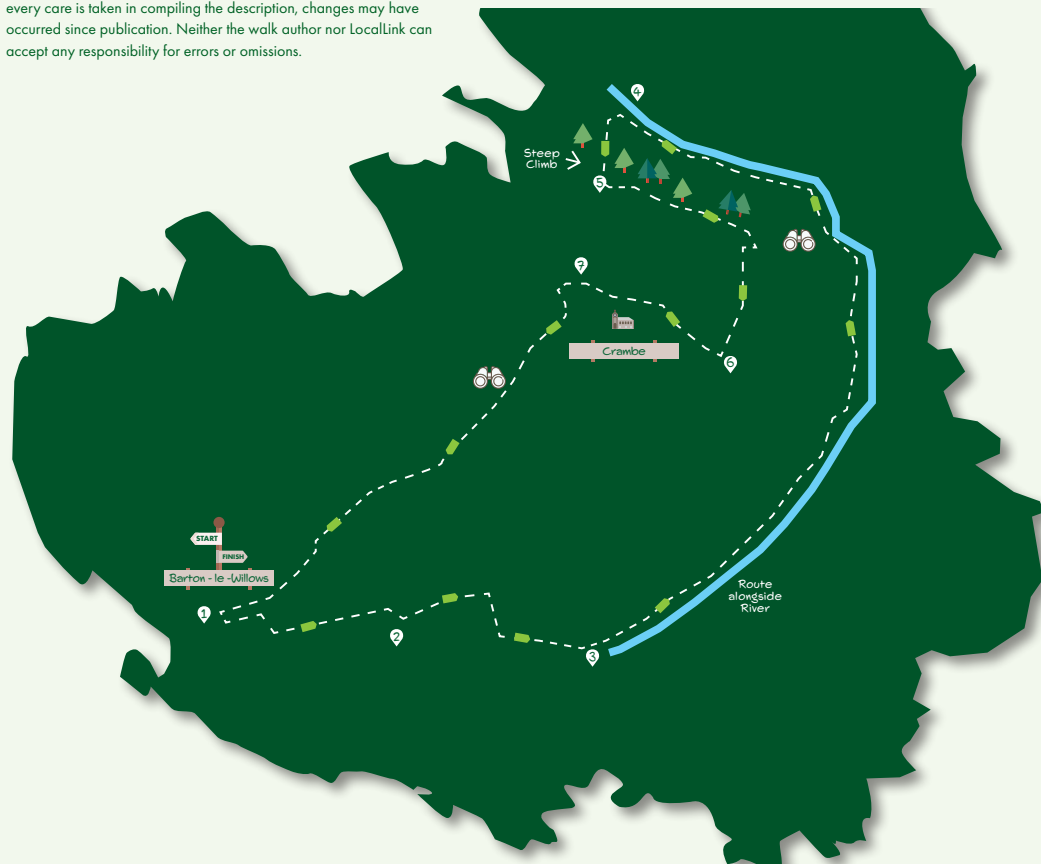 every care is taken in compiling the description, changes may have
occurred since publication. Neither the walk author nor LocalLink can
accept any responsibility for errors or omissions.
4
Steep
Climb
5
7
Crambe
6
START
FINISH
Barton - le -Willows
1
2
3
Route
alongside
River